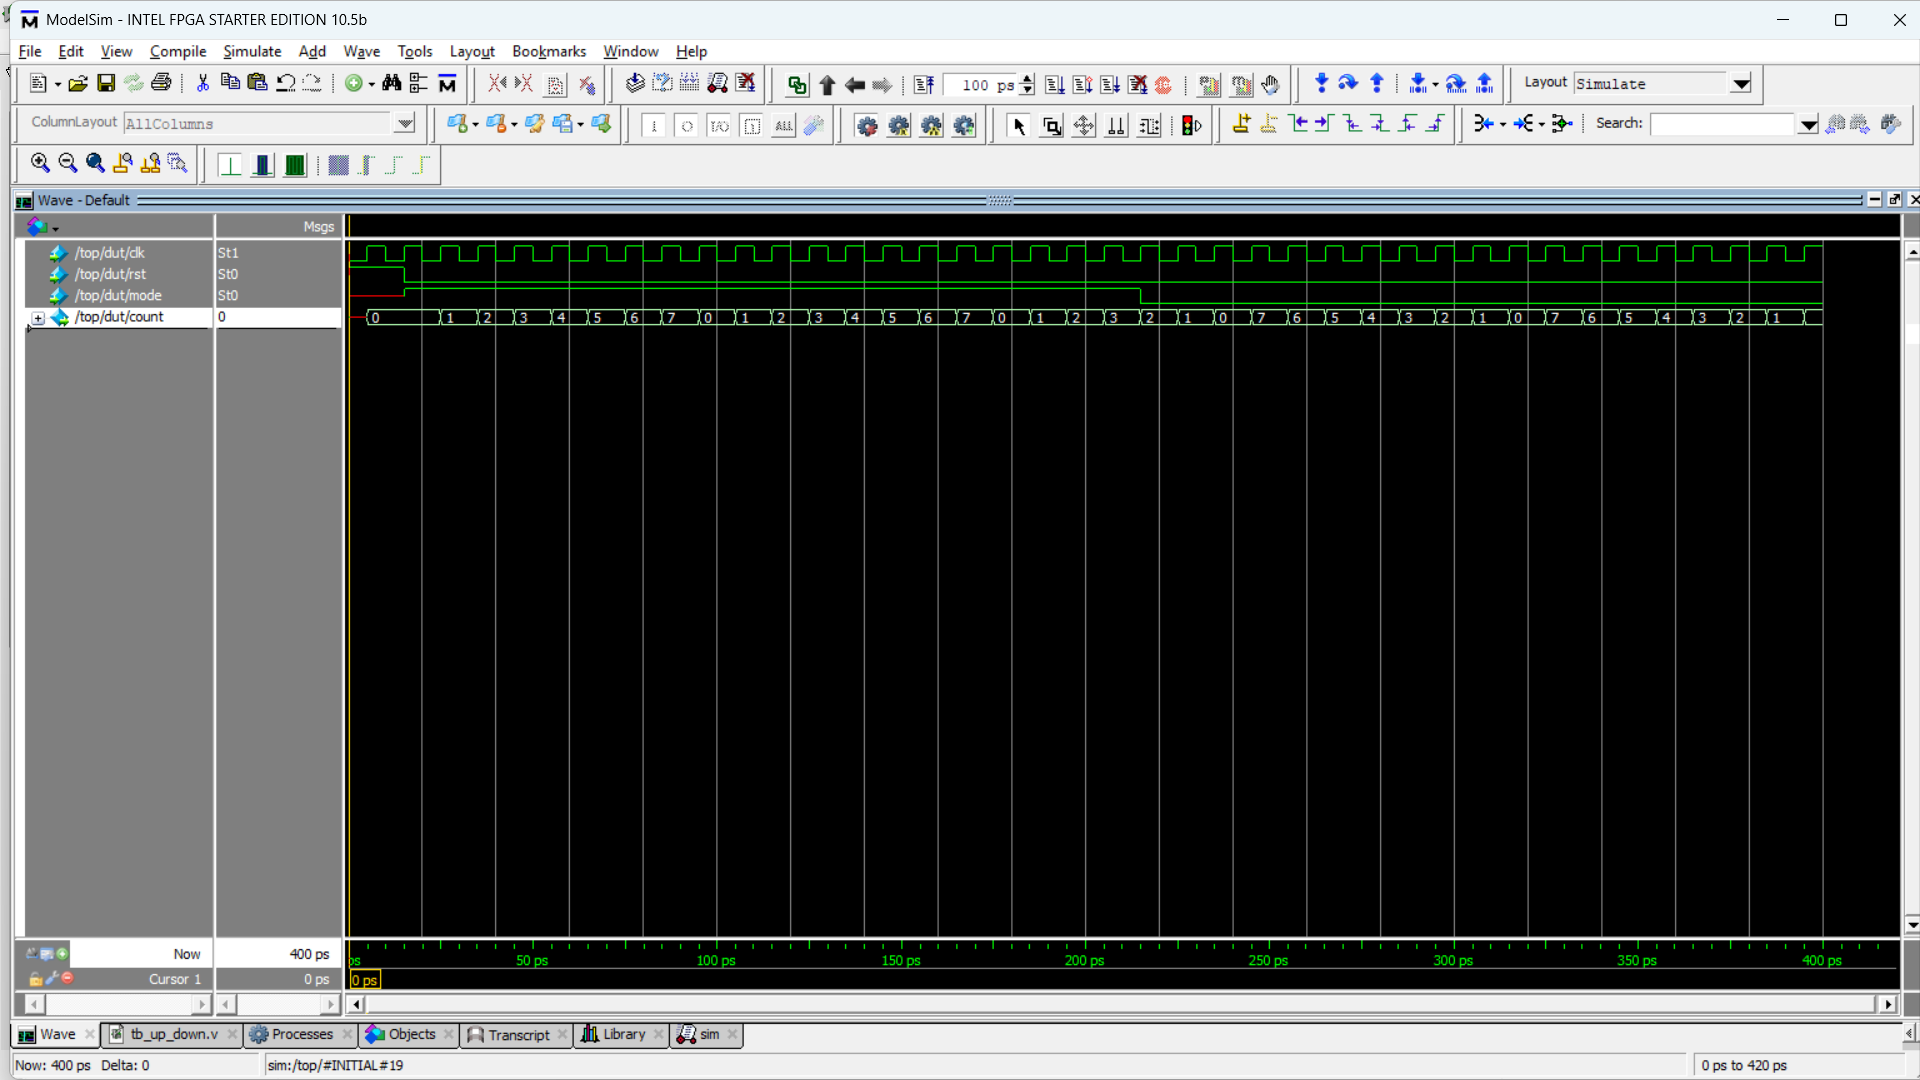 ModelSim - INTEL FPGA STARTER EDITION 10.5b
File Edit View Compile Simulate Add Wave Tools Layout Bookmarks Window Help
100 ps
Layout Simulate
ColumnLayout AllColumns
Search:
Wave - Default
Msgs
/top/dut/clk St1
/top/dut/rst St0
/top/dut/mode St0
/top/dut/count 0 0 1 2 3 4 5 6 7 0 1 2 3 4 5 6 7 0 1 2 3 2 1 0 7 6 5 4 3 2 1 0 7 6 5 4 3 2 1
Now 400 ps ps 50 ps 100 ps 150 ps 200 ps 250 ps 300 ps 350 ps 400 ps
Cursor 1 0 ps 0 ps
Wave tb_up_down.v Processes Objects Transcript Library sim
Now: 400 ps Delta: 0 sim:/top/#INITIAL#19 0 ps to 420 ps